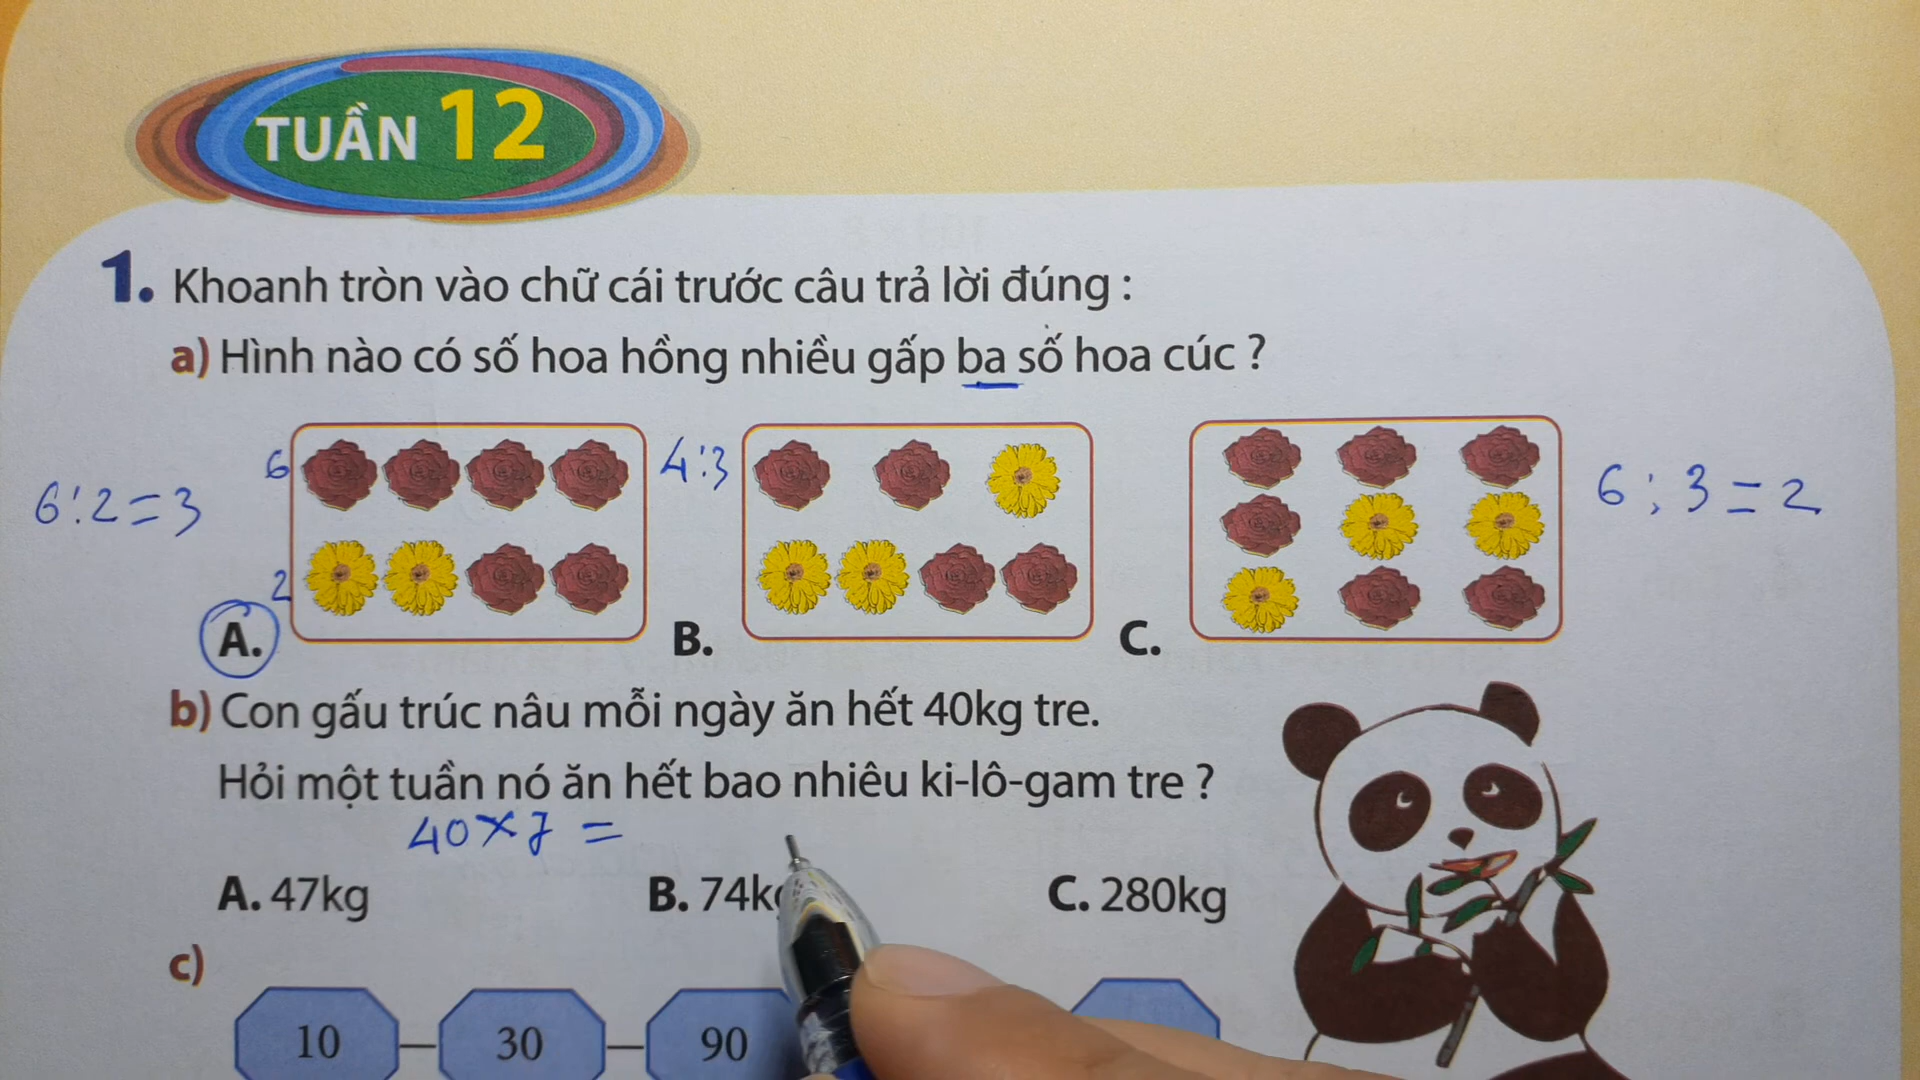 TUẦN 12
1. Khoanh tròn vào chữ cái trước câu trả lời đúng :
a) Hình nào có số hoa hồng nhiều gấp ba số hoa cúc ?
6 4:3
6:2=3 6:3=2
2
A. B. C.
b) Con gấu trúc nâu mỗi ngày ăn hết 40kg tre.
Hỏi một tuần nó ăn hết bao nhiêu ki-lô-gam tre ?
40×7=
A. 47kg B. 74k C. 280kg
c)
10 30 90